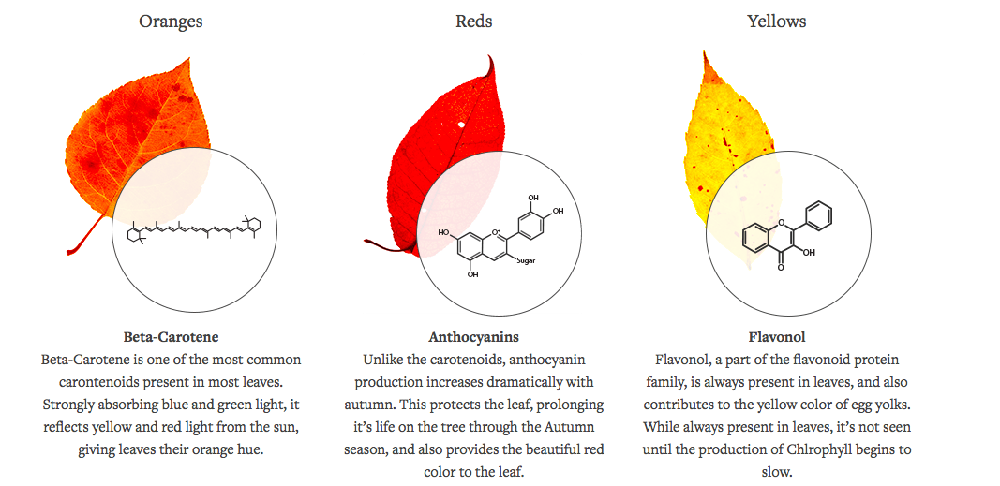 Oranges
Reds
Yellows
OH
OH
HO
O+
Sugar
OH
O
OH
O
Beta-Carotene
Beta-Carotene is one of the most common
carontenoids present in most leaves.
Strongly absorbing blue and green light, it
reflects yellow and red light from the sun,
giving leaves their orange hue.
Anthocyanins
Unlike the carotenoids, anthocyanin
production increases dramatically with
autumn. This protects the leaf, prolonging
it's life on the tree through the Autumn
season, and also provides the beautiful red
color to the leaf.
Flavonol
Flavonol, a part of the flavonoid protein
family, is always present in leaves, and also
contributes to the yellow color of egg yolks.
While always present in leaves, it's not seen
until the production of Chlrophyll begins to
slow.